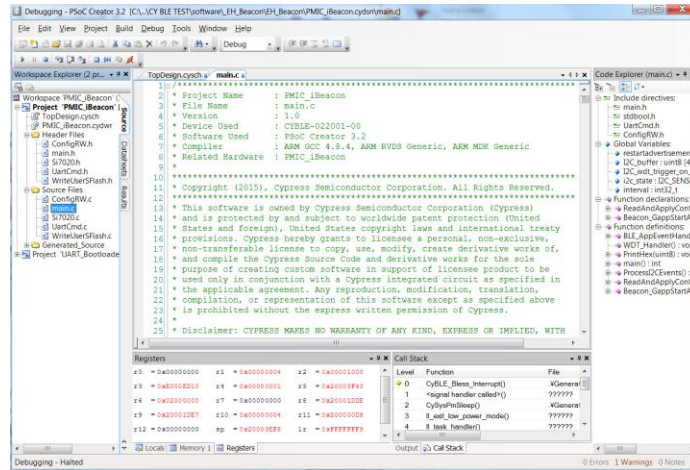 Debugging - PSoC Creator 3.2 [C:\...\CY BLE TEST\software\_EH_Beacon\EH_Beacon\PMIC_iBeacon.cydsn\main.c]
File Edit View Project Build Debug Tools Window Help
Debug
Workspace Explorer (2 pr...
Workspace 'PMIC_iBeacon' (
Project 'PMIC_iBeacon'
TopDesign.cysch
PMIC_iBeacon.cydwr
Header Files
ConfigRW.h
main.h
Si7020.h
UartCmd.h
WriteUserSFlash.h
Source Files
ConfigRW.c
main.c
Si7020.c
UartCmd.c
WriteUserSFlash.c
Generated_Source
Project 'UART_Bootloade
Source
Datasheets
Results
TopDesign.cysch main.c
1 /****************************************
2 * Project Name : PMIC_iBeacon
3 * File Name : main.c
4 * Version : 1.0
5 * Device Used : CYBLE-022001-00
6 * Software Used : PSoC Creator 3.2
7 * Compiler : ARM GCC 4.8.4, ARM RVDS Generic, ARM MDK Generic
8 * Related Hardware : PMIC_iBeacon
9 *
10 ****************************************
11 * Copyright (2015), Cypress Semiconductor Corporation. All Rights Reserved.
12 ****************************************
13 * This software is owned by Cypress Semiconductor Corporation (Cypress)
14 * and is protected by and subject to worldwide patent protection (United
15 * States and foreign), United States copyright laws and international treaty
16 * provisions. Cypress hereby grants to licensee a personal, non-exclusive,
17 * non-transferable license to copy, use, modify, create derivative works of,
18 * and compile the Cypress Source Code and derivative works for the sole
19 * purpose of creating custom software in support of licensee product to be
20 * used only in conjunction with a Cypress integrated circuit as specified in
21 * the applicable agreement. Any reproduction, modification, translation,
22 * compilation, or representation of this software except as specified above
23 * is prohibited without the express written permission of Cypress.
24 *
25 * Disclaimer: CYPRESS MAKES NO WARRANTY OF ANY KIND, EXPRESS OR IMPLIED, WITH
Code Explorer (main.c)
Include directives:
main.h
stdbool.h
UartCmd.h
ConfigRW.h
Global Variables:
restartadvertisemen
I2C_buffer : uint8 [4
I2C_wdt_trigger_on_
i2c_state : I2C_SENS
interval : int32_t
Function declarations:
ReadAndApplyConf
Beacon_GappStartA
Function definitions:
BLE_AppEventHand
WDT_Handler() : voi
PrintHex(uint8) : vo
main() : int
ProcessI2CEvents() :
ReadAndApplyConf
Beacon_GappStartA
Registers
r0 =0x00000000 r1 =0x00000004 r2 =0x00001000
r3 =0xE000ED10 r4 =0x00000001 r5 =0x20003F40
r6 =0x02000000 r7 =0x00000000 r8 =0x20001DDE
r9 =0x20001DE7 r10 =0x00000004 r11 =0x200000D8
r12 =0x00000000 sp =0x20003EF8 lr =0xFFFFFFF9
Call Stack
Level Function File
0 CyBLE_Bless_Interrupt() .¥Generat
1 <signal handler called>() ??????
2 CySysPmSleep() .¥Generat
3 ll_exit_low_power_mode() ??????
4 ll_task_handler() ??????
Locals Memory 1 Registers
Output Call Stack
Debugging - Halted
0 Errors 1 Warnings 0 Notes